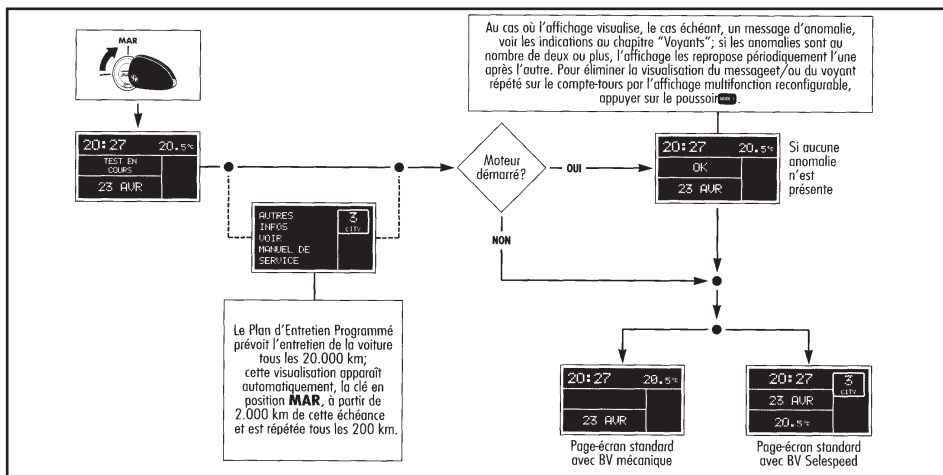 MAR
Au cas où l'affichage visualise, le cas échéant, un message d'anomalie,
voir les indications au chapitre "Voyants"; si les anomalies sont au
nombre de deux ou plus, l'affichage les repropose périodiquement l'une
après l'autre. Pour éliminer la visualisation du messageet/ou du voyant
répété sur le compte-tours par l'affichage multifonction reconfigurable,
appuyer sur le poussoir MODE.
20:27 20.5°c
TEST EN
COURS
23 AVR
Moteur
démarré?
OUI
20:27 20.5°c
OK
23 AVR
Si aucune
anomalie
n'est
présente
AUTRES
INFOS
VOIR
MANUEL DE
SERVICE
3
CITY
NON
Le Plan d'Entretien Programmé
prévoit l'entretien de la voiture
tous les 20.000 km;
cette visualisation apparaît
automatiquement, la clé en
position MAR, à partir de
2.000 km de cette échéance
et est répétée tous les 200 km.
20:27 20.5°c
23 AVR
Page-écran standard
avec BV mécanique
20:27
23 AVR
20.5°c
3
CITY
Page-écran standard
avec BV Selespeed